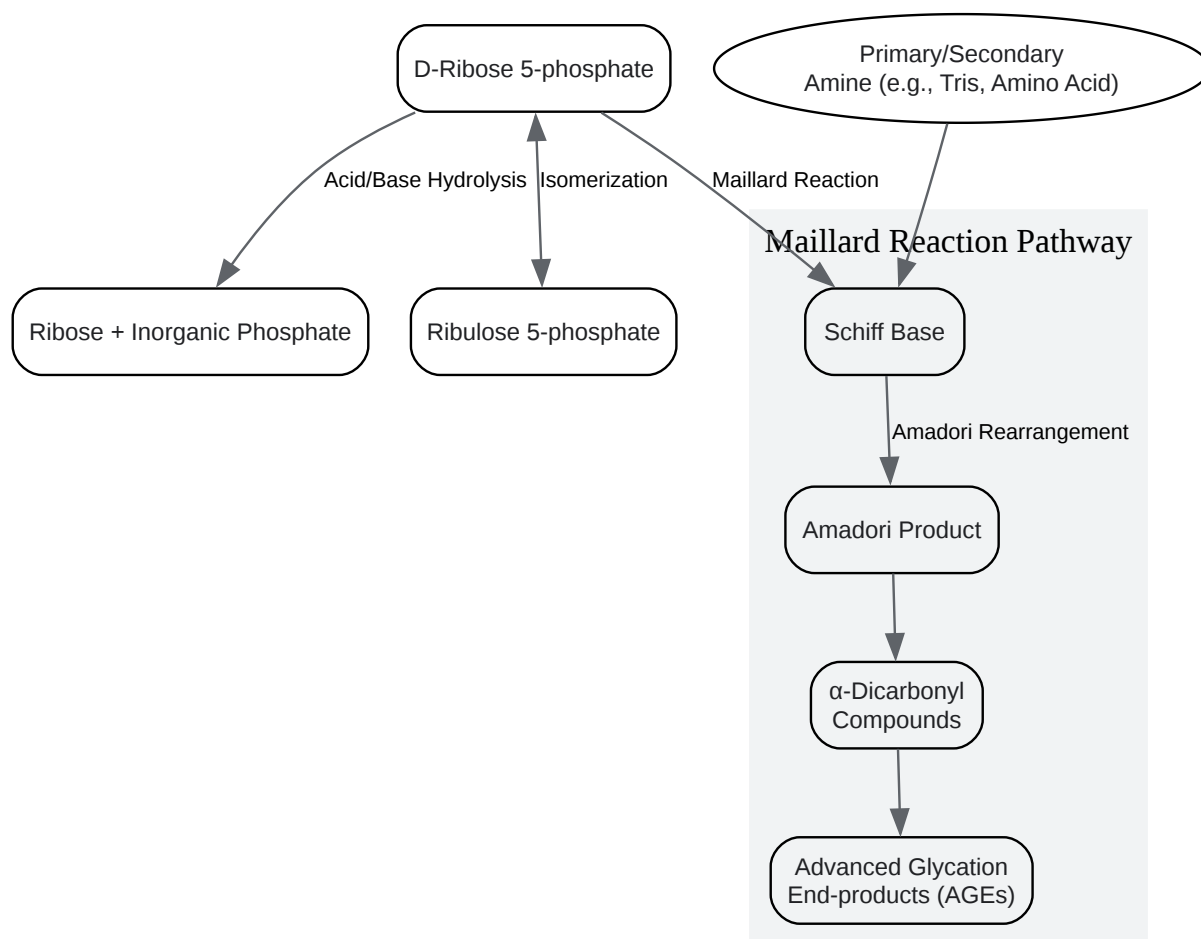 D-Ribose 5-phosphate
Primary/Secondary
Amine (e.g., Tris, Amino Acid)
Acid/Base Hydrolysis
Isomerization
Maillard Reaction
Maillard Reaction Pathway
Ribose + Inorganic Phosphate
Ribulose 5-phosphate
Schiff Base
Amadori Rearrangement
Amadori Product
α-Dicarbonyl
Compounds
Advanced Glycation
End-products (AGEs)